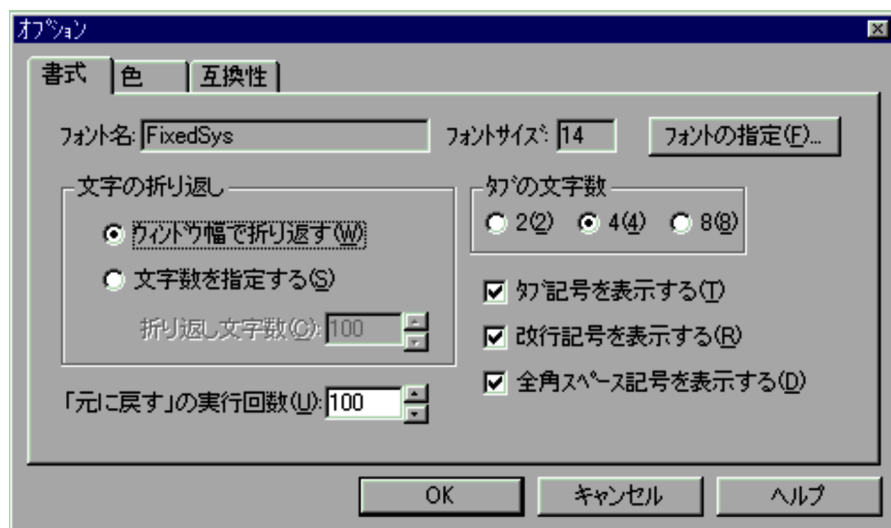 ｵﾌﾟｼｮﾝ
書式 色 互換性
ﾌｫﾝﾄ名: FixedSys ﾌｫﾝﾄｻｲｽﾞ: 14 ﾌｫﾝﾄの指定(F)...
文字の折り返し
ｳｨﾝﾄﾞｳ幅で折り返す(W)
文字数を指定する(S)
折り返し文字数(C): 100
「元に戻す」の実行回数(U): 100
ﾀﾌﾞの文字数
2(2) 4(4) 8(8)
ﾀﾌﾞ記号を表示する(T)
改行記号を表示する(R)
全角ｽﾍﾟｰｽ記号を表示する(D)
OK キャンセル ヘルプ